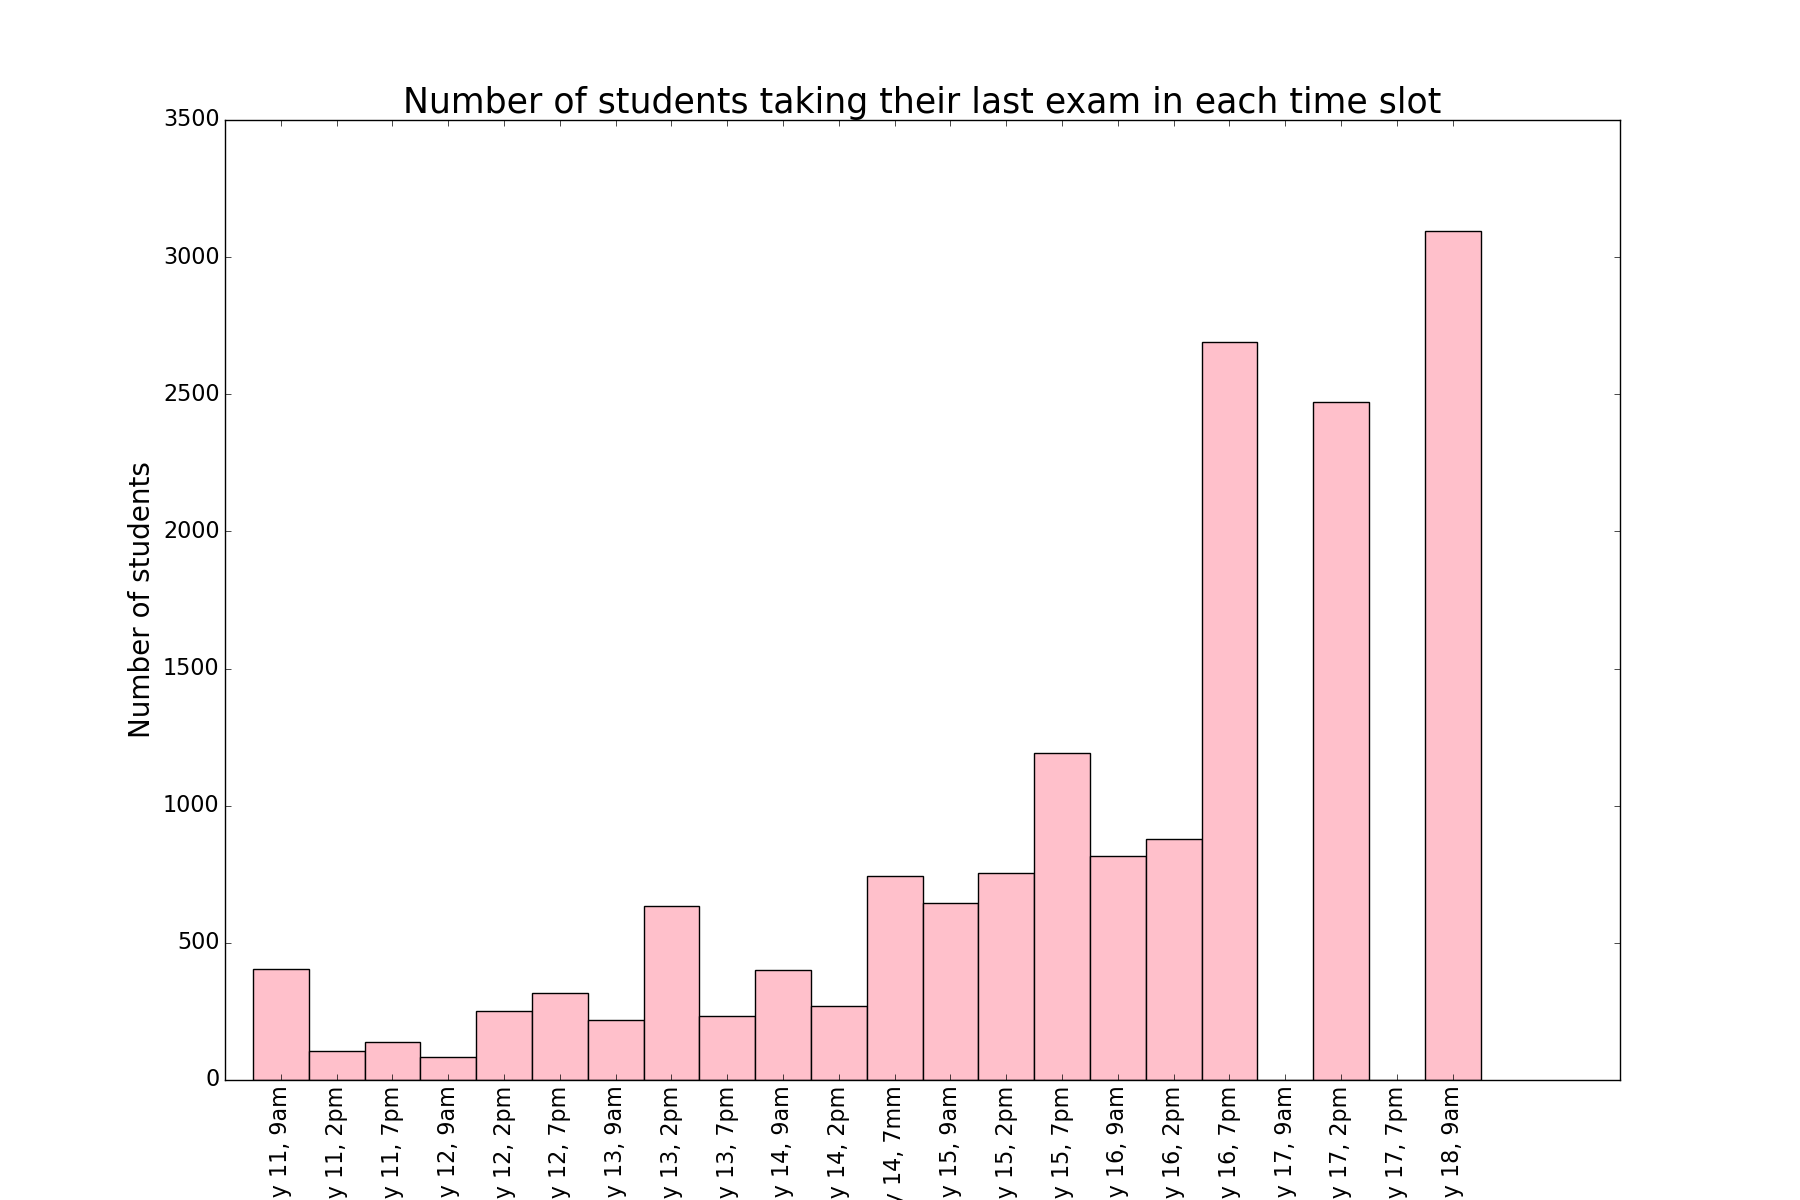 Number of students taking their last exam in each time slot
Number of students
3500
3000
2500
2000
1500
1000
500
0
y 11, 9am
y 11, 2pm
y 11, 7pm
y 12, 9am
y 12, 2pm
y 12, 7pm
y 13, 9am
y 13, 2pm
y 13, 7pm
y 14, 9am
y 14, 2pm
y 14, 7mm
y 15, 9am
y 15, 2pm
y 15, 7pm
y 16, 9am
y 16, 2pm
y 16, 7pm
y 17, 9am
y 17, 2pm
y 17, 7pm
y 18, 9am